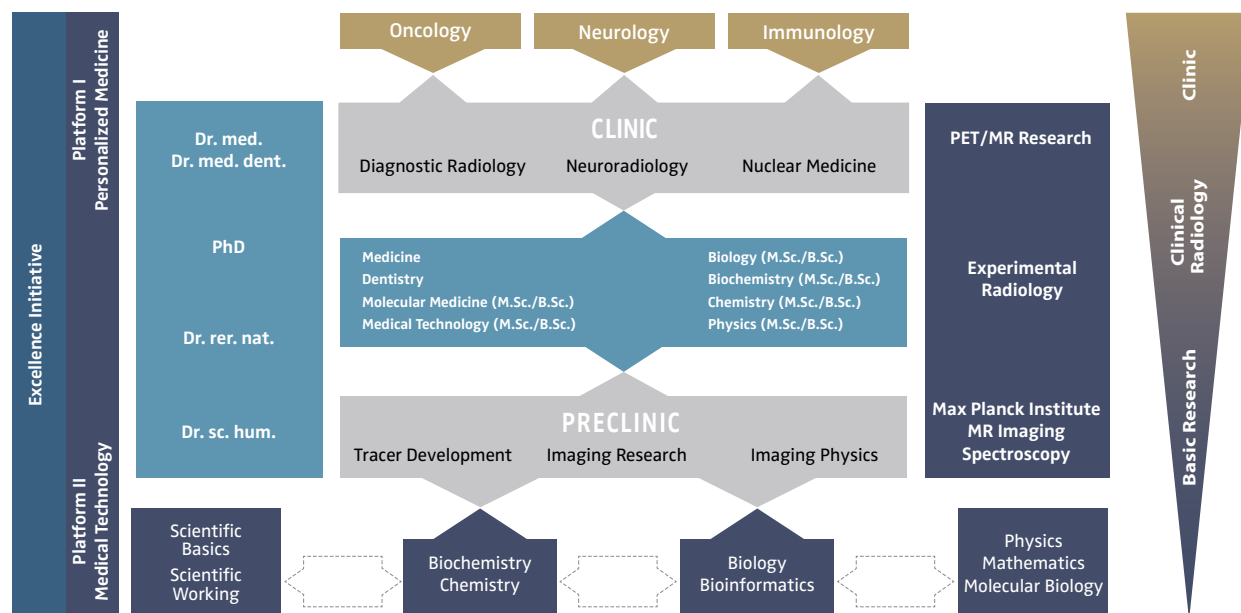 Excellence Initiative
Platform I
Personalized Medicine
Platform II
Medical Technology
Oncology
Neurology
Immunology
Dr. med.
Dr. med. dent.
PhD
Dr. rer. nat.
Dr. sc. hum.
CLINIC
Diagnostic Radiology
Neuroradiology
Nuclear Medicine
Medicine
Dentistry
Molecular Medicine (M.Sc./B.Sc.)
Medical Technology (M.Sc./B.Sc.)
Biology (M.Sc./B.Sc.)
Biochemistry (M.Sc./B.Sc.)
Chemistry (M.Sc./B.Sc.)
Physics (M.Sc./B.Sc.)
PRECLINIC
Tracer Development
Imaging Research
Imaging Physics
PET/MR Research
Experimental
Radiology
Max Planck Institute
MR Imaging
Spectroscopy
Clinic
Clinical
Radiology
Basic Research
Scientific
Basics
Scientific
Working
Biochemistry
Chemistry
Biology
Bioinformatics
Physics
Mathematics
Molecular Biology